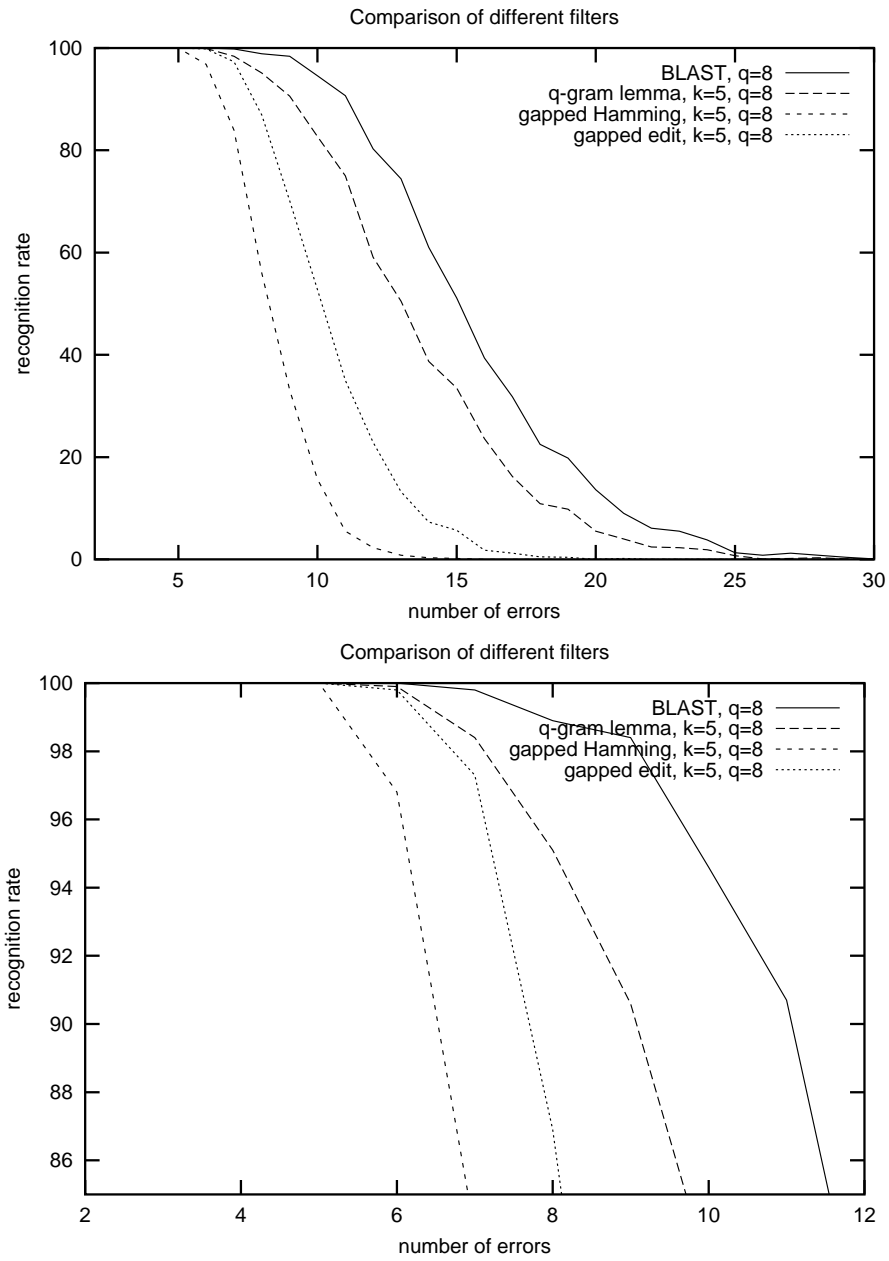 Comparison of different filters
100
80
60
40
20
0
recognition rate
BLAST, q=8
q-gram lemma, k=5, q=8
gapped Hamming, k=5, q=8
gapped edit, k=5, q=8
5 10 15 20 25 30
number of errors
Comparison of different filters
100
98
96
94
92
90
88
86
recognition rate
BLAST, q=8
q-gram lemma, k=5, q=8
gapped Hamming, k=5, q=8
gapped edit, k=5, q=8
2 4 6 8 10 12
number of errors